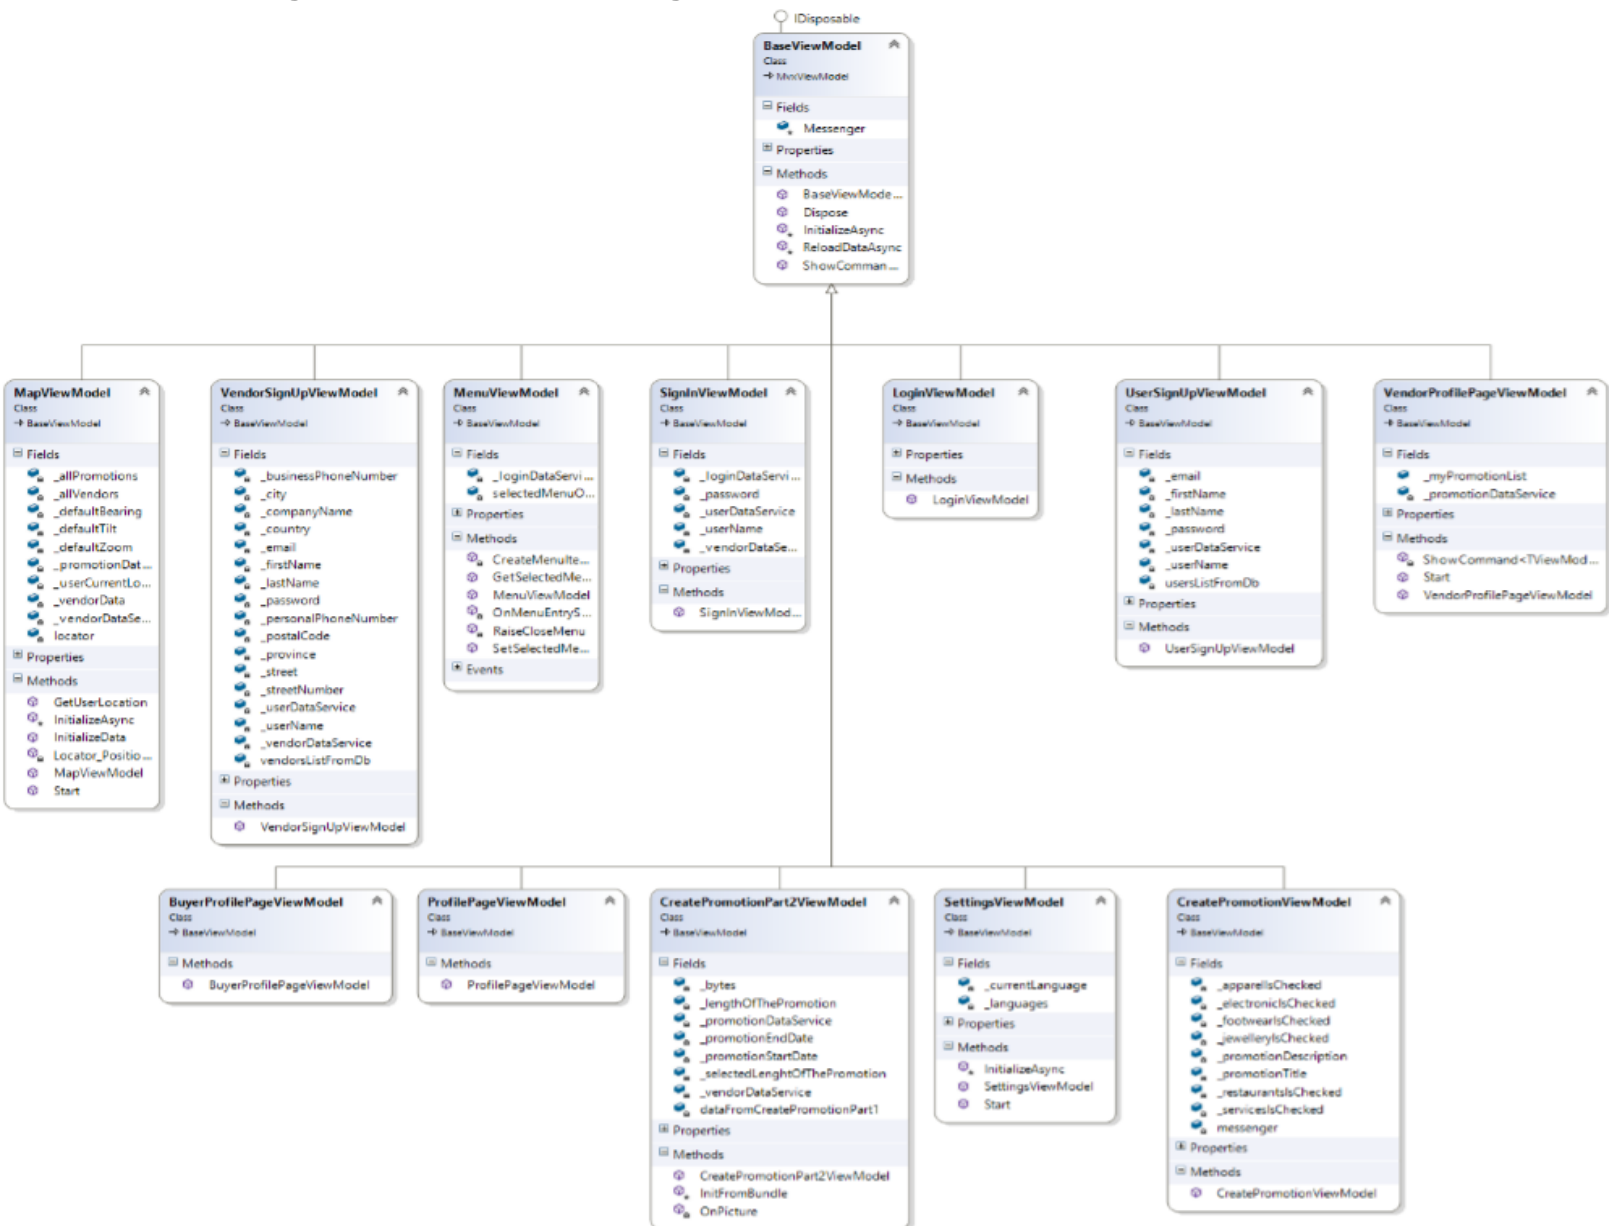 IDisposable
BaseViewModel
Class
MvxViewModel
Fields
Messenger
Properties
Methods
BaseViewMode...
Dispose
InitializeAsync
ReloadDataAsync
ShowComman...
MapViewModel
Class
BaseViewModel
Fields
_allPromotions
_allVendors
_defaultBearing
_defaultTilt
_defaultZoom
_promotionDat...
_userCurrentLo...
_vendorData
_vendorDataSe...
locator
Properties
Methods
GetUserLocation
InitializeAsync
InitializeData
Locator_Positio...
MapViewModel
Start
VendorSignUpViewModel
Class
BaseViewModel
Fields
_businessPhoneNumber
_city
_companyName
_country
_email
_firstName
_lastName
_password
_personalPhoneNumber
_postalCode
_province
_street
_streetNumber
_userDataService
_userName
_vendorDataService
vendorsListFromDb
Properties
Methods
VendorSignUpViewModel
MenuViewModel
Class
BaseViewModel
Fields
_loginDataServi...
selectedMenuO...
Properties
Methods
CreateMenuIte...
GetSelectedMe...
MenuViewModel
OnMenuEntryS...
RaiseCloseMenu
SetSelectedMe...
Events
SignInViewModel
Class
BaseViewModel
Fields
_loginDataServi...
_password
_userDataService
_userName
_vendorDataSe...
Properties
Methods
SignInViewMod...
LoginViewModel
Class
BaseViewModel
Properties
Methods
LoginViewModel
UserSignUpViewModel
Class
BaseViewModel
Fields
_email
_firstName
_lastName
_password
_userDataService
_userName
usersListFromDb
Properties
Methods
UserSignUpViewModel
VendorProfilePageViewModel
Class
BaseViewModel
Fields
_myPromotionList
_promotionDataService
Properties
Methods
ShowCommand<TViewMod...
Start
VendorProfilePageViewModel
BuyerProfilePageViewModel
Class
BaseViewModel
Methods
BuyerProfilePageViewModel
ProfilePageViewModel
Class
BaseViewModel
Methods
ProfilePageViewModel
CreatePromotionPart2ViewModel
Class
BaseViewModel
Fields
_bytes
_lengthOfThePromotion
_promotionDataService
_promotionEndDate
_promotionStartDate
_selectedLenghtOfThePromotion
_vendorDataService
dataFromCreatePromotionPart1
Properties
Methods
CreatePromotionPart2ViewModel
InitFromBundle
OnPicture
SettingsViewModel
Class
BaseViewModel
Fields
_currentLanguage
_languages
Properties
Methods
InitializeAsync
SettingsViewModel
Start
CreatePromotionViewModel
Class
BaseViewModel
Fields
_apparelIsChecked
_electronicIsChecked
_footwearIsChecked
_jewelleryIsChecked
_promotionDescription
_promotionTitle
_restaurantsIsChecked
_servicesIsChecked
messenger
Properties
Methods
CreatePromotionViewModel